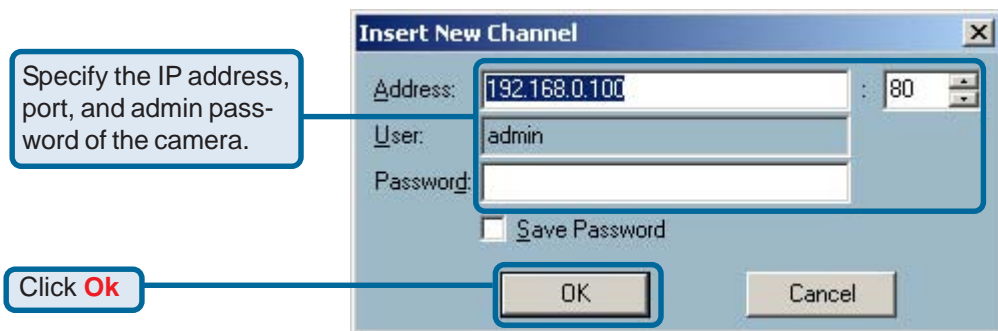 Insert New Channel
Specify the IP address,
port, and admin pass-
word of the camera.
Address: 192.168.0.100 : 80
User: admin
Password:
Save Password
Click Ok
OK Cancel